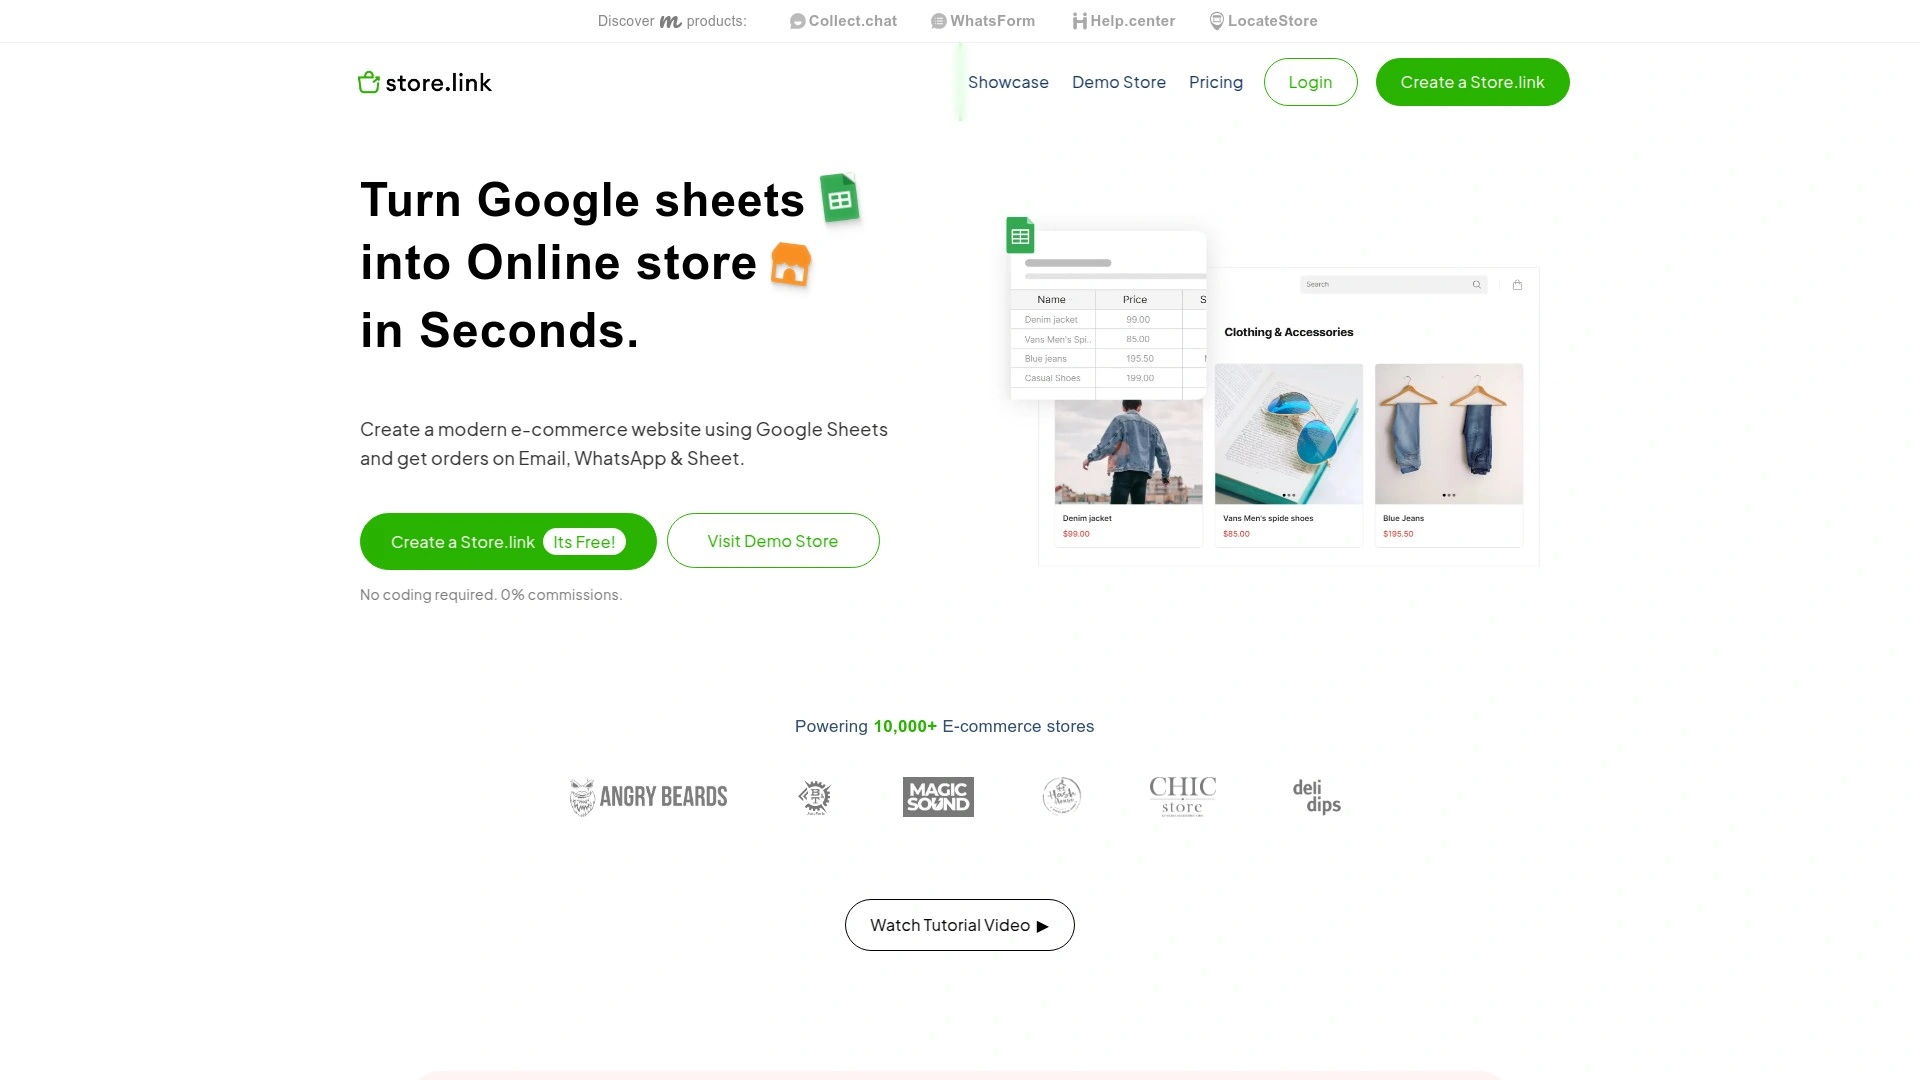 Discover m products:
Collect.chat
WhatsForm
Help.center
LocateStore
store.link
Showcase
Demo Store
Pricing
Login
Create a Store.link
Turn Google sheets
into Online store
in Seconds.
Create a modern e-commerce website using Google Sheets
and get orders on Email, WhatsApp & Sheet.
Create a Store.link Its Free!
Visit Demo Store
No coding required. 0% commissions.
Name Price S
Denim jacket 99.00
Vans Men's Spi.. 85.00
Blue jeans 195.50
Casual Shoes 199.00
Search
Clothing & Accessories
Denim jacket
$99.00
Vans Men's spide shoes
$85.00
Blue Jeans
$195.50
Powering 10,000+ E-commerce stores
ANGRY BEARDS
MAGIC
SOUND
CHIC
store
deli
dips
Watch Tutorial Video ▶